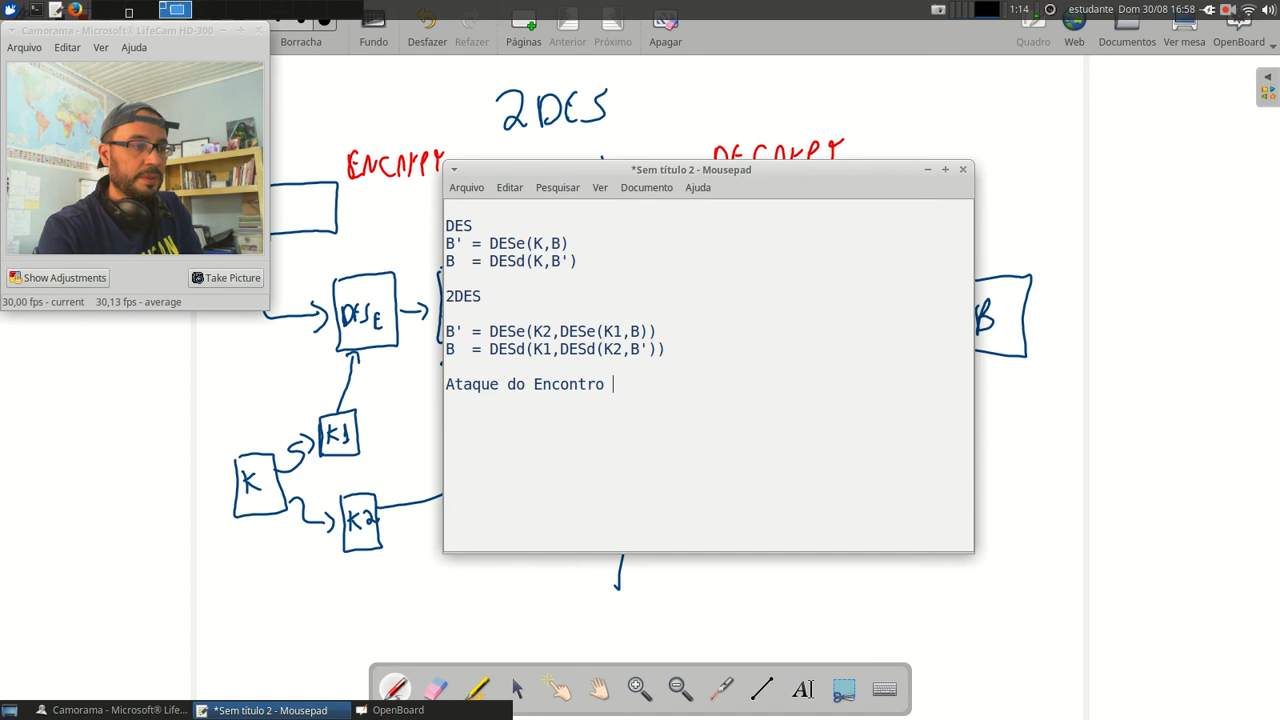 1:14
estudante
Dom 30/08 16:58
Camorama - Microsoft® LifeCam HD-300
Arquivo Editar Ver Ajuda
Borracha
Fundo
Desfazer
Refazer
Páginas
Anterior
Próximo
Apagar
Quadro
Web
Documentos
Ver mesa
OpenBoard
Show Adjustments
Take Picture
30,00 fps - current 30,13 fps - average
2DES
ENCRYPT
DECRYPT
*Sem título 2 - Mousepad
Arquivo Editar Pesquisar Ver Documento Ajuda
DES
B' = DESe(K,B)
B = DESd(K,B')
2DES
B' = DESe(K2,DESe(K1,B))
B = DESd(K1,DESd(K2,B'))
Ataque do Encontro
DESE
B
K1
K
K2
Camorama - Microsoft® Life...
*Sem título 2 - Mousepad
OpenBoard